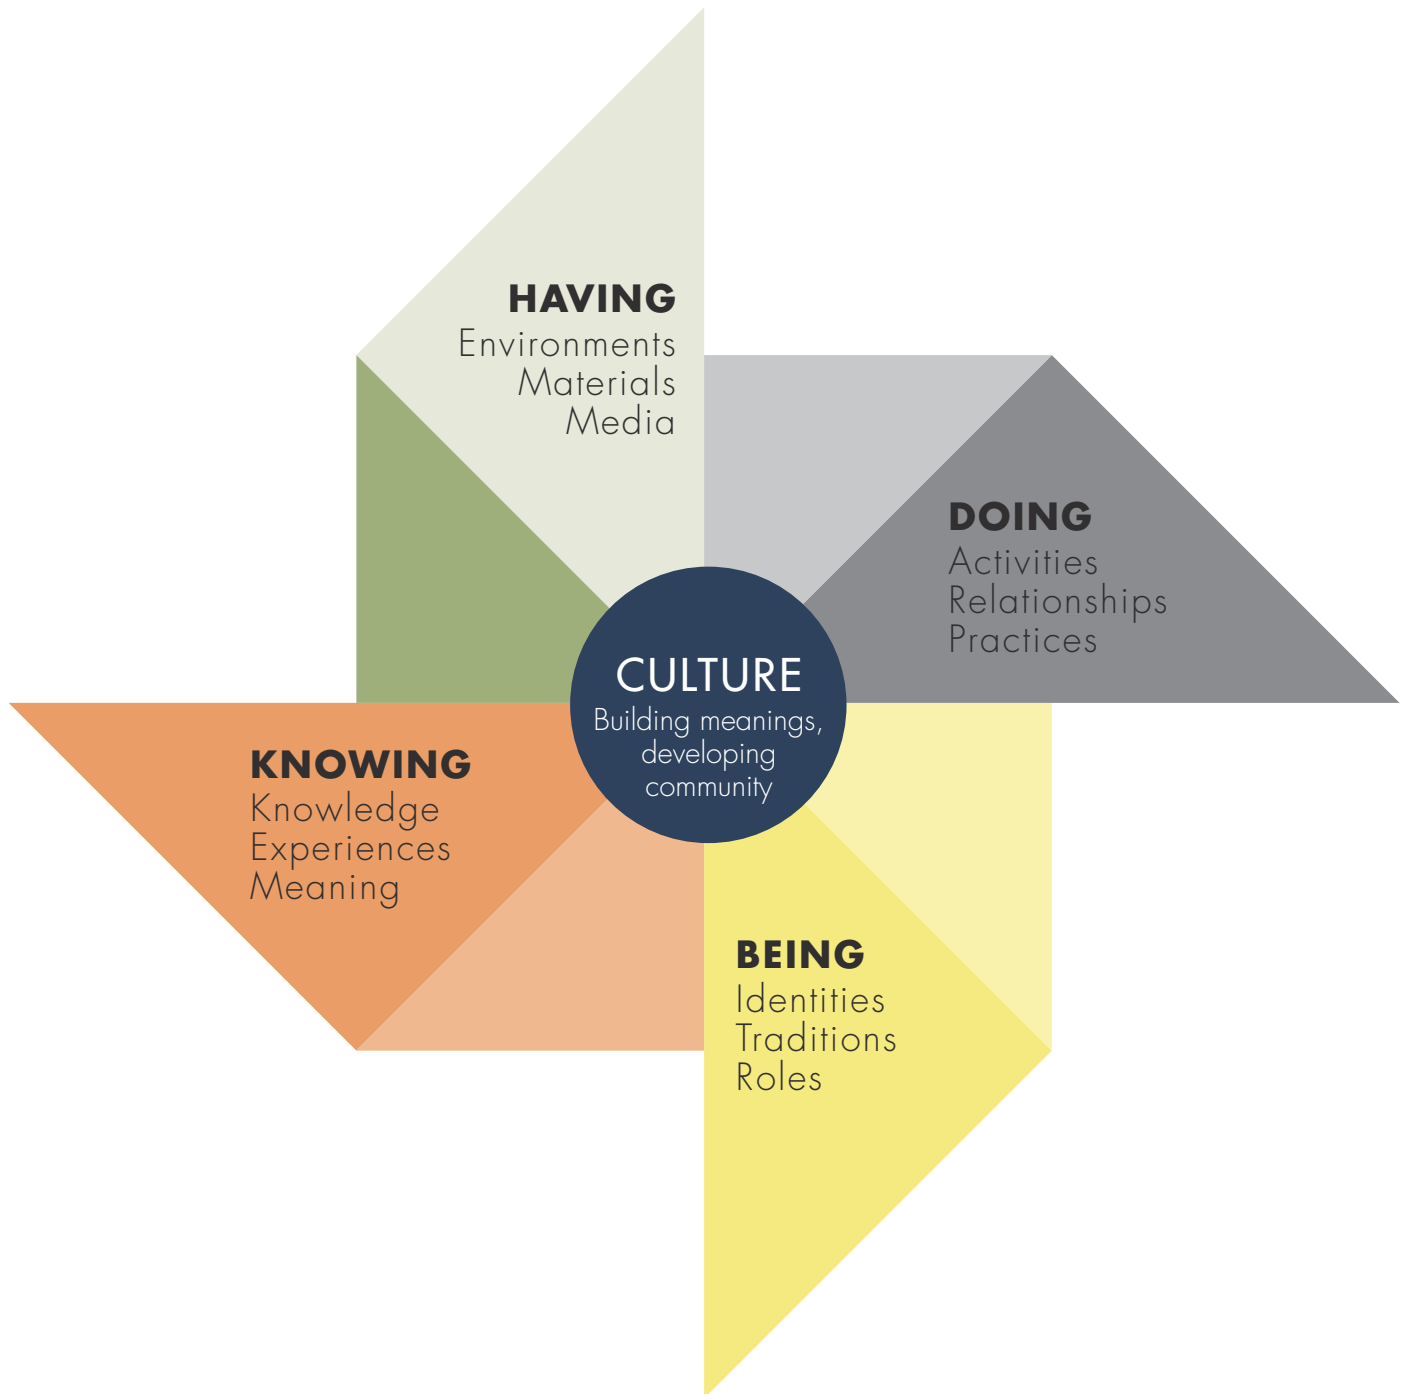 HAVING
Environments
Materials
Media
DOING
Activities
Relationships
Practices
CULTURE
Building meanings,
developing
community
KNOWING
Knowledge
Experiences
Meaning
BEING
Identities
Traditions
Roles